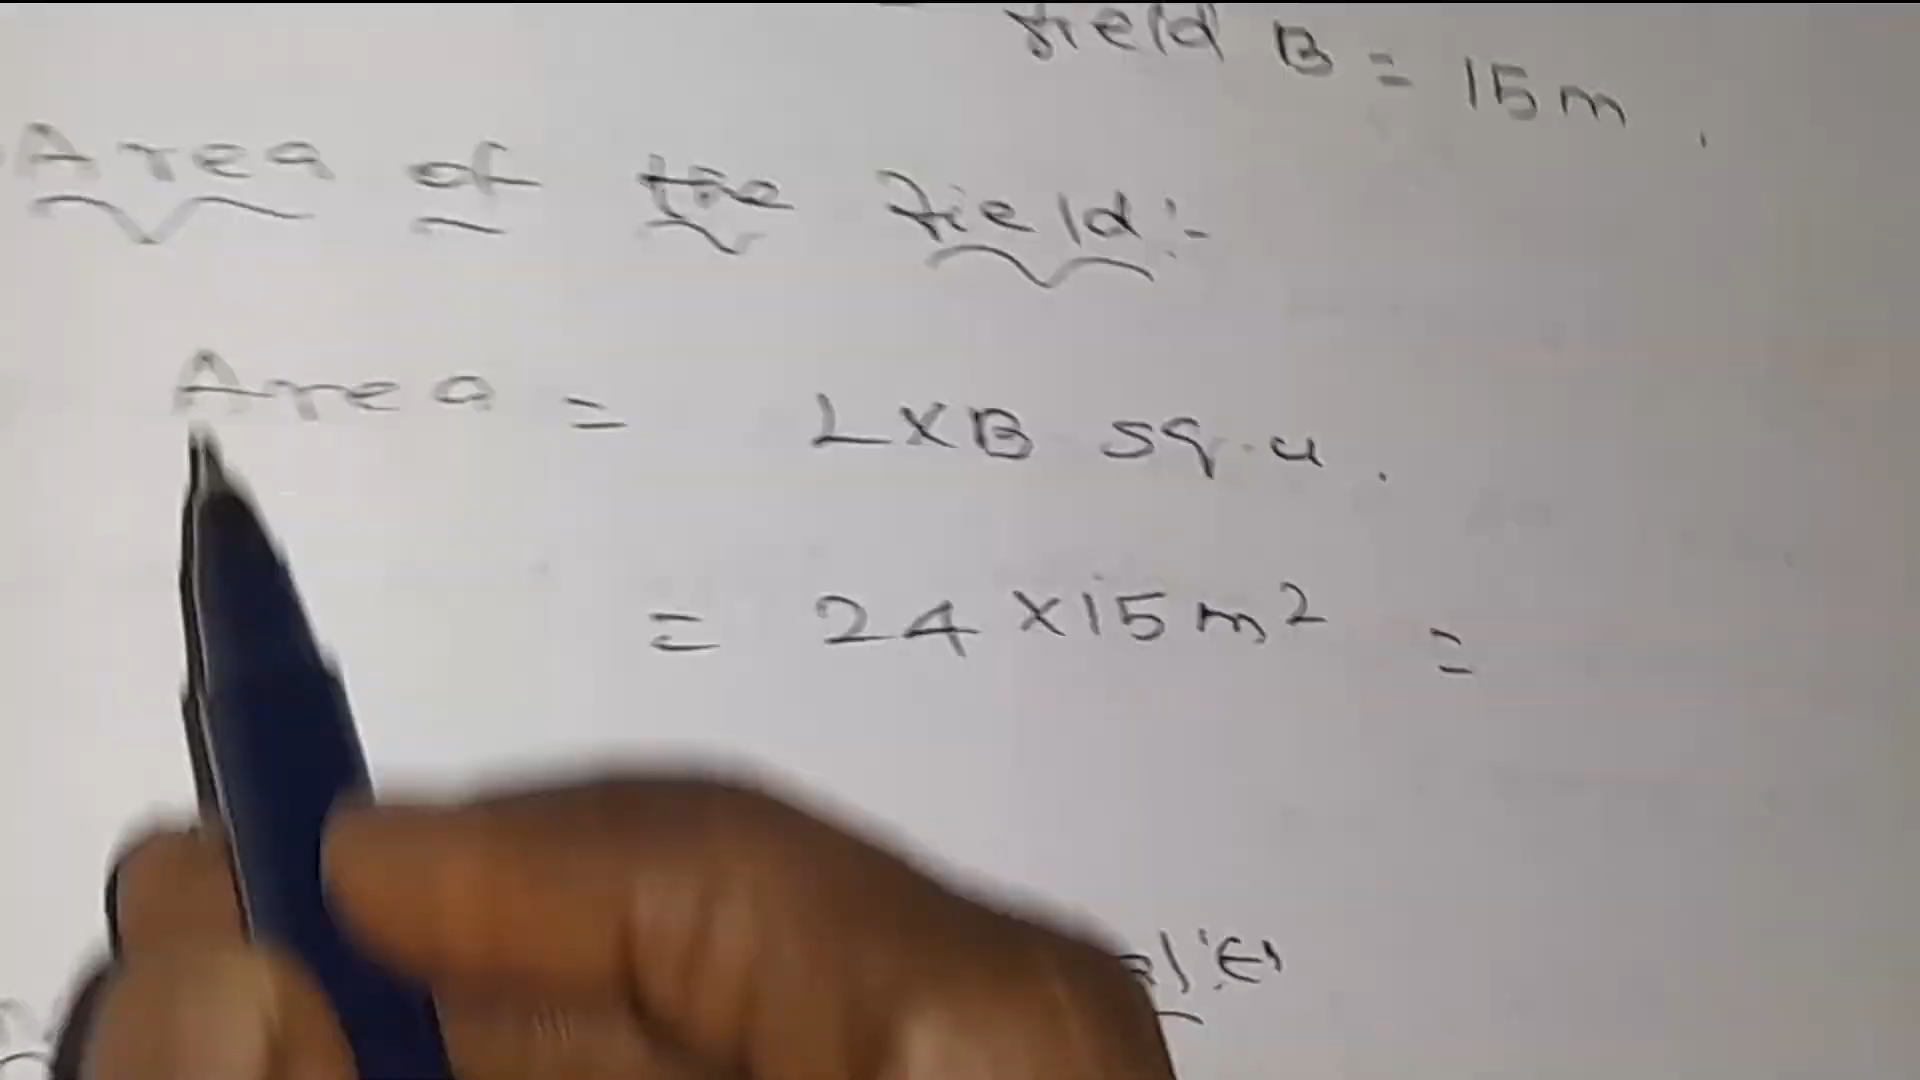 field B = 15m.
Area of the field:-
Area = L×B sq.u.
= 24×15m² =